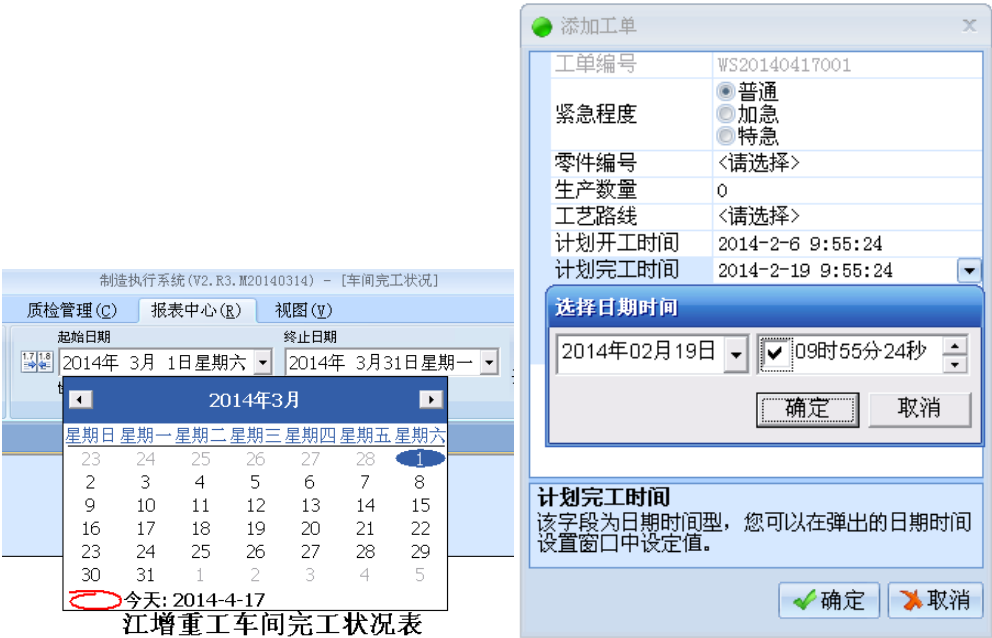 制造执行系统(V2.R3.M20140314) - [车间完工状况]
质检管理(C) 报表中心(R) 视图(V)
起始日期 终止日期
1.7 1.8 2014年 3月 1日星期六 2014年 3月31日星期一
2014年3月
星期日 星期一 星期二 星期三 星期四 星期五 星期六
23 24 25 26 27 28 1
2 3 4 5 6 7 8
9 10 11 12 13 14 15
16 17 18 19 20 21 22
23 24 25 26 27 28 29
30 31 1 2 3 4 5
今天: 2014-4-17
江增重工车间完工状况表
添加工单
工单编号 WS20140417001
紧急程度
普通
加急
特急
零件编号 <请选择>
生产数量 0
工艺路线 <请选择>
计划开工时间 2014-2-6 9:55:24
计划完工时间 2014-2-19 9:55:24
选择日期时间
2014年02月19日 09时55分24秒
确定 取消
计划完工时间
该字段为日期时间型，您可以在弹出的日期时间
设置窗口中设定值。
确定 取消